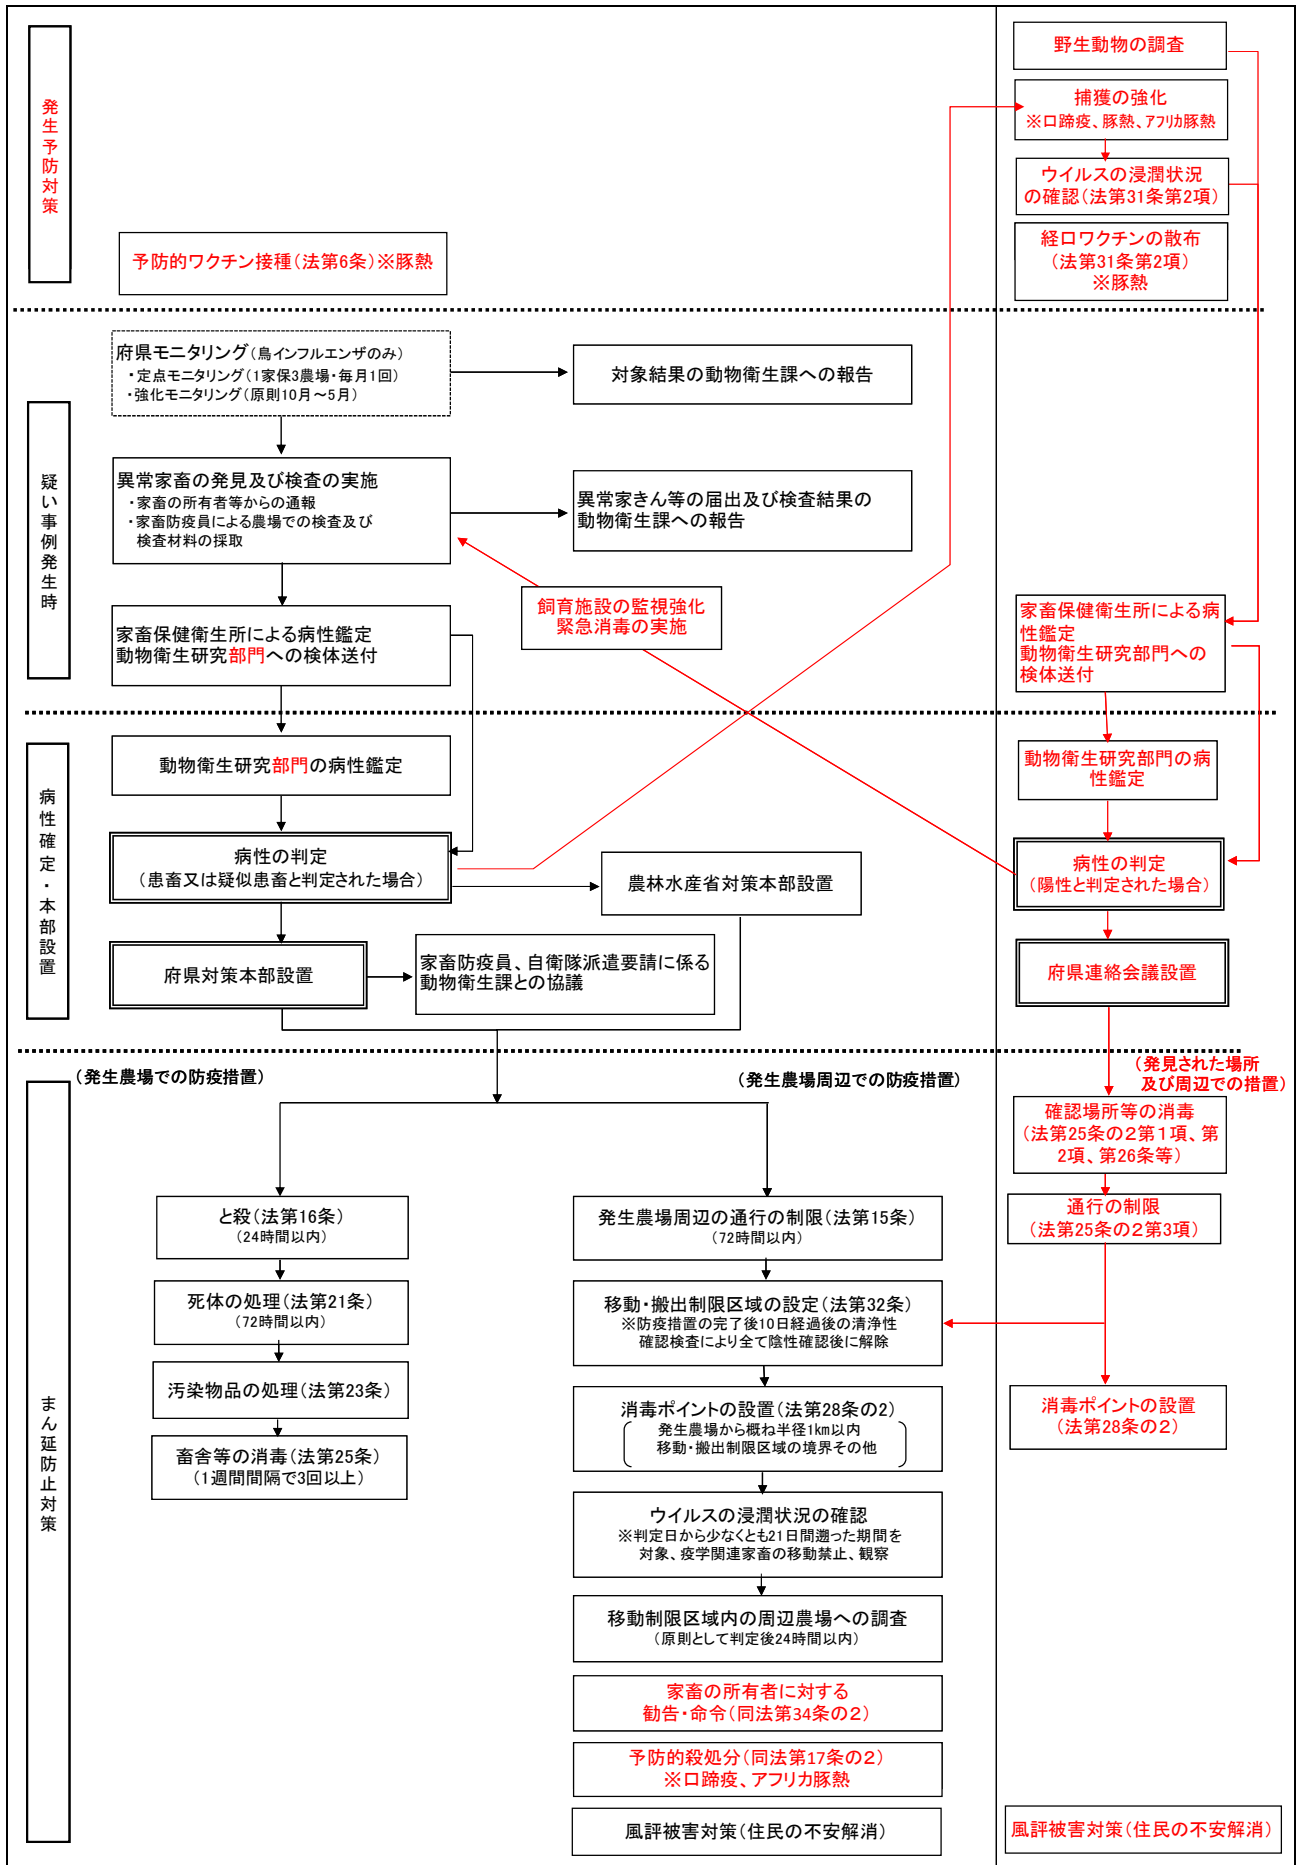 発生予防対策
予防的ワクチン接種(法第6条)※豚熱
野生動物の調査
捕獲の強化
※口蹄疫、豚熱、アフリカ豚熱
ウイルスの浸潤状況
の確認(法第31条第2項)
経口ワクチンの散布
(法第31条第2項)
※豚熱
疑い事例発生時
府県モニタリング(鳥インフルエンザのみ)
・定点モニタリング(1家保3農場・毎月1回)
・強化モニタリング(原則10月～5月)
対象結果の動物衛生課への報告
異常家畜の発見及び検査の実施
・家畜の所有者等からの通報
・家畜防疫員による農場での検査及び
検査材料の採取
異常家きん等の届出及び検査結果の
動物衛生課への報告
飼育施設の監視強化
緊急消毒の実施
家畜保健衛生所による病性鑑定
動物衛生研究部門への検体送付
家畜保健衛生所による病
性鑑定
動物衛生研究部門への
検体送付
病性確定・本部設置
動物衛生研究部門の病性鑑定
病性の判定
(患畜又は疑似患畜と判定された場合)
農林水産省対策本部設置
府県対策本部設置
家畜防疫員、自衛隊派遣要請に係る
動物衛生課との協議
動物衛生研究部門の病
性鑑定
病性の判定
(陽性と判定された場合)
府県連絡会議設置
まん延防止対策
(発生農場での防疫措置)
(発生農場周辺での防疫措置)
(発見された場所
及び周辺での措置)
と殺(法第16条)
(24時間以内)
死体の処理(法第21条)
(72時間以内)
汚染物品の処理(法第23条)
畜舎等の消毒(法第25条)
(1週間間隔で3回以上)
発生農場周辺の通行の制限(法第15条)
(72時間以内)
移動・搬出制限区域の設定(法第32条)
※防疫措置の完了後10日経過後の清浄性
確認検査により全て陰性確認後に解除
消毒ポイントの設置(法第28条の2)
発生農場から概ね半径1km以内
移動・搬出制限区域の境界その他
ウイルスの浸潤状況の確認
※判定日から少なくとも21日間遡った期間を
対象、疫学関連家畜の移動禁止、観察
移動制限区域内の周辺農場への調査
(原則として判定後24時間以内)
家畜の所有者に対する
勧告・命令(同法第34条の2)
予防的殺処分(同法第17条の2)
※口蹄疫、アフリカ豚熱
風評被害対策(住民の不安解消)
確認場所等の消毒
(法第25条の2第1項、第
2項、第26条等)
通行の制限
(法第25条の2第3項)
消毒ポイントの設置
(法第28条の2)
風評被害対策(住民の不安解消)